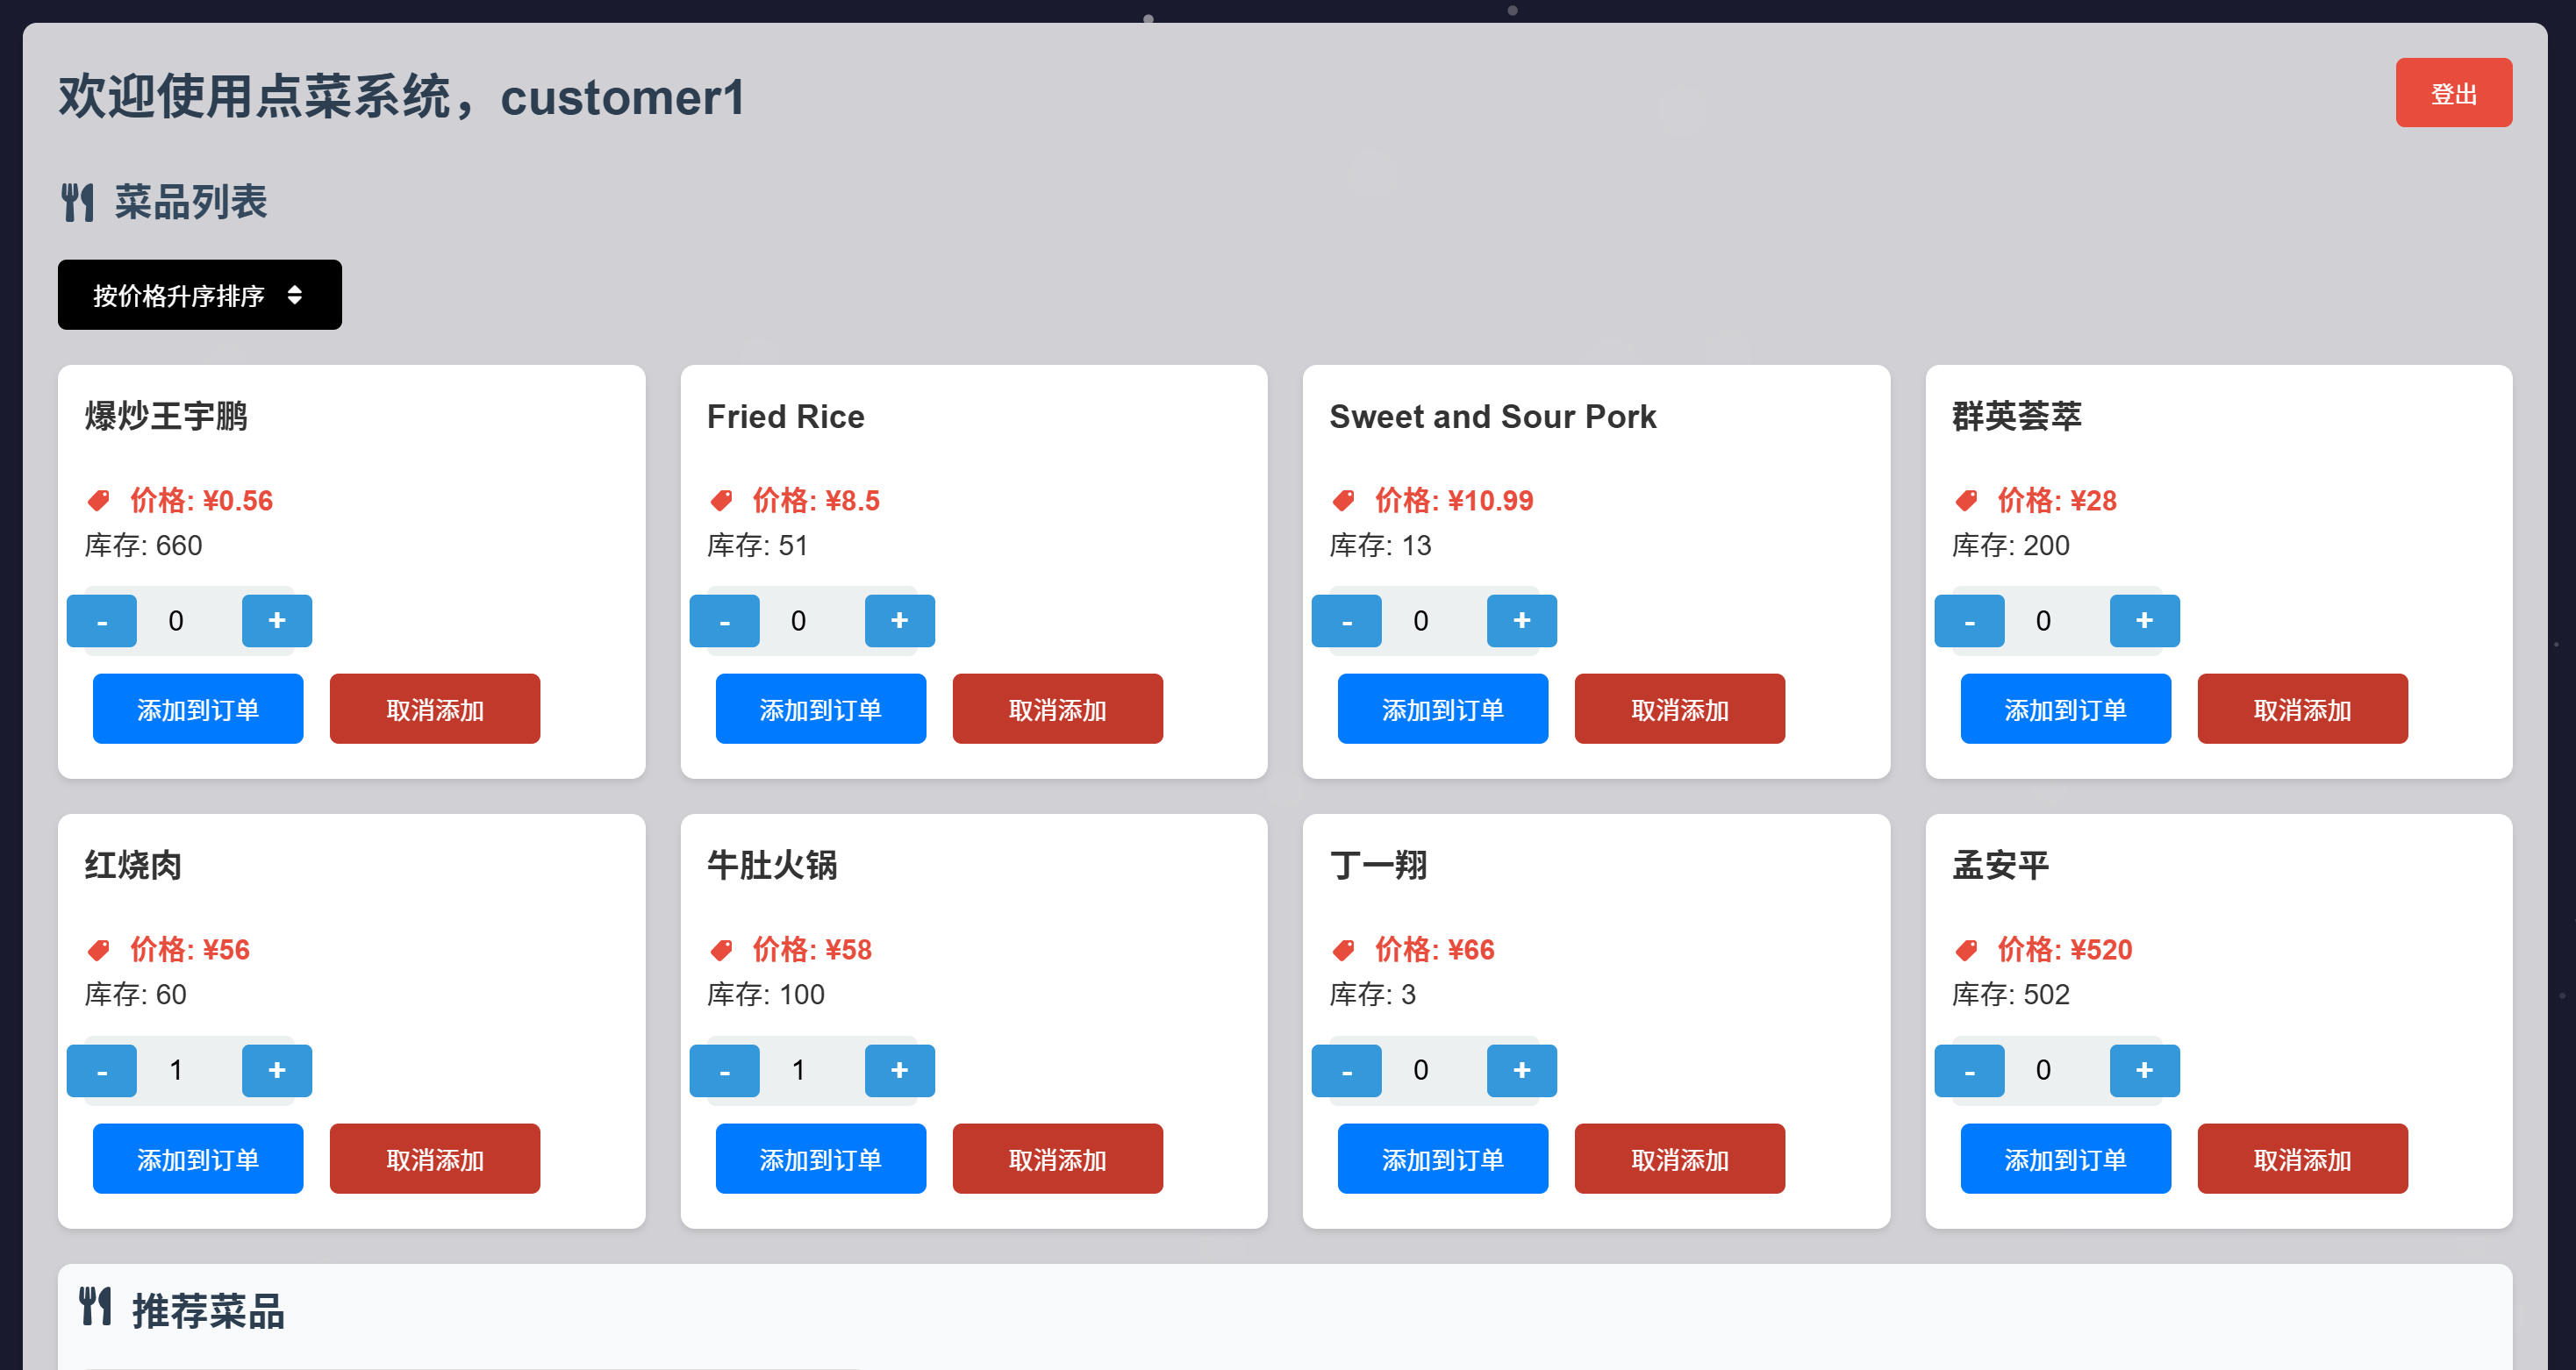 欢迎使用点菜系统，customer1
登出
菜品列表
按价格升序排序
爆炒王宇鹏
价格: ¥0.56
库存: 660
- 0 +
添加到订单 取消添加
Fried Rice
价格: ¥8.5
库存: 51
- 0 +
添加到订单 取消添加
Sweet and Sour Pork
价格: ¥10.99
库存: 13
- 0 +
添加到订单 取消添加
群英荟萃
价格: ¥28
库存: 200
- 0 +
添加到订单 取消添加
红烧肉
价格: ¥56
库存: 60
- 1 +
添加到订单 取消添加
牛肚火锅
价格: ¥58
库存: 100
- 1 +
添加到订单 取消添加
丁一翔
价格: ¥66
库存: 3
- 0 +
添加到订单 取消添加
孟安平
价格: ¥520
库存: 502
- 0 +
添加到订单 取消添加
推荐菜品